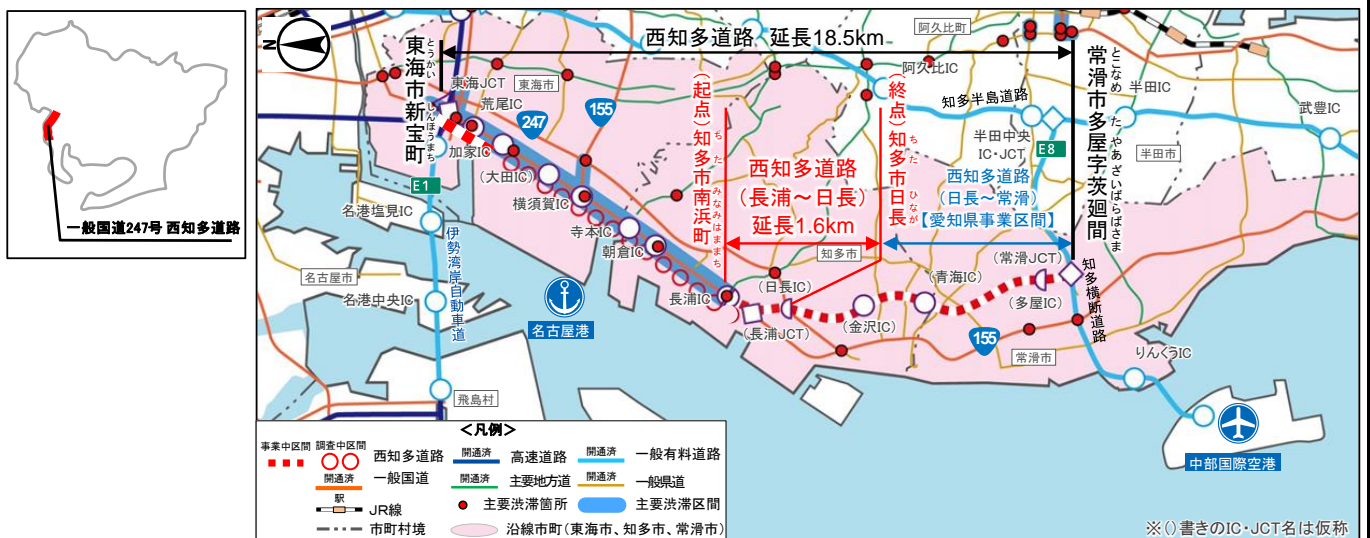 一般国道247号 西知多道路
N
西知多道路 延長18.5km
東海市新宝町
とうかい しんぽうまち
常滑市多屋字茨廻間
とこなめ たやあざいばらばさま
東海JCT
東海市
荒尾IC
加家IC
(大田IC)
横須賀IC
寺本IC
朝倉IC
長浦IC
247
155
阿久比町
阿久比IC
知多半島道路
半田中央
IC・JCT
半田IC
半田市
武豊IC
E8
E1
名港塩見IC
名古屋市
名港中央IC
伊勢湾岸自動車道
飛島村
名古屋港
(起点)知多市南浜町
ちた みなみはままち
(終点)知多市日長
ちた ひなが
西知多道路
(長浦~日長)
延長1.6km
西知多道路
(日長~常滑)
【愛知県事業区間】
知多市
(日長IC)
(長浦JCT)
(金沢IC)
(青海IC)
(常滑JCT)
(多屋IC)
知多横断道路
155
常滑市
りんくうIC
中部国際空港
<凡例>
事業中区間 調査中区間 西知多道路
開通済 高速道路
開通済 一般有料道路
開通済 一般国道
開通済 主要地方道
開通済 一般県道
駅 JR線
主要渋滞箇所
主要渋滞区間
市町村境
沿線市町(東海市、知多市、常滑市)
※()書きのIC・JCT名は仮称